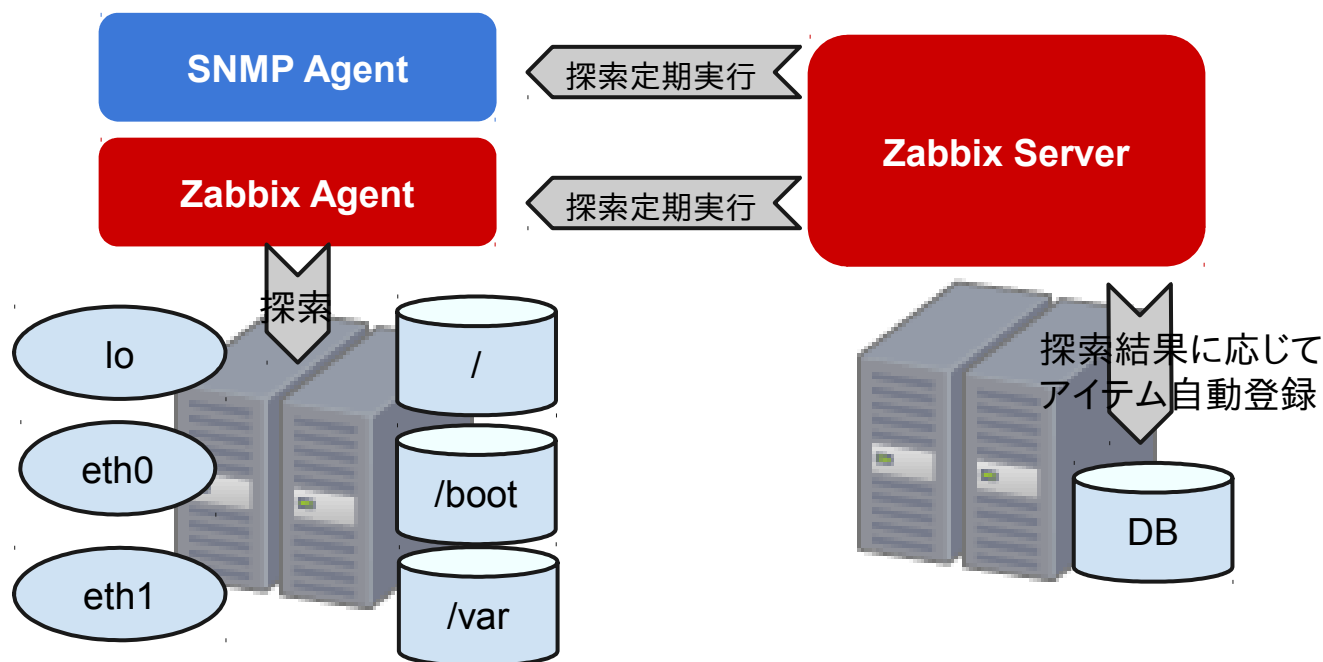 SNMP Agent
探索定期実行
Zabbix Server
Zabbix Agent
探索定期実行
探索
lo
/
eth0
/boot
eth1
/var
探索結果に応じて
アイテム自動登録
DB